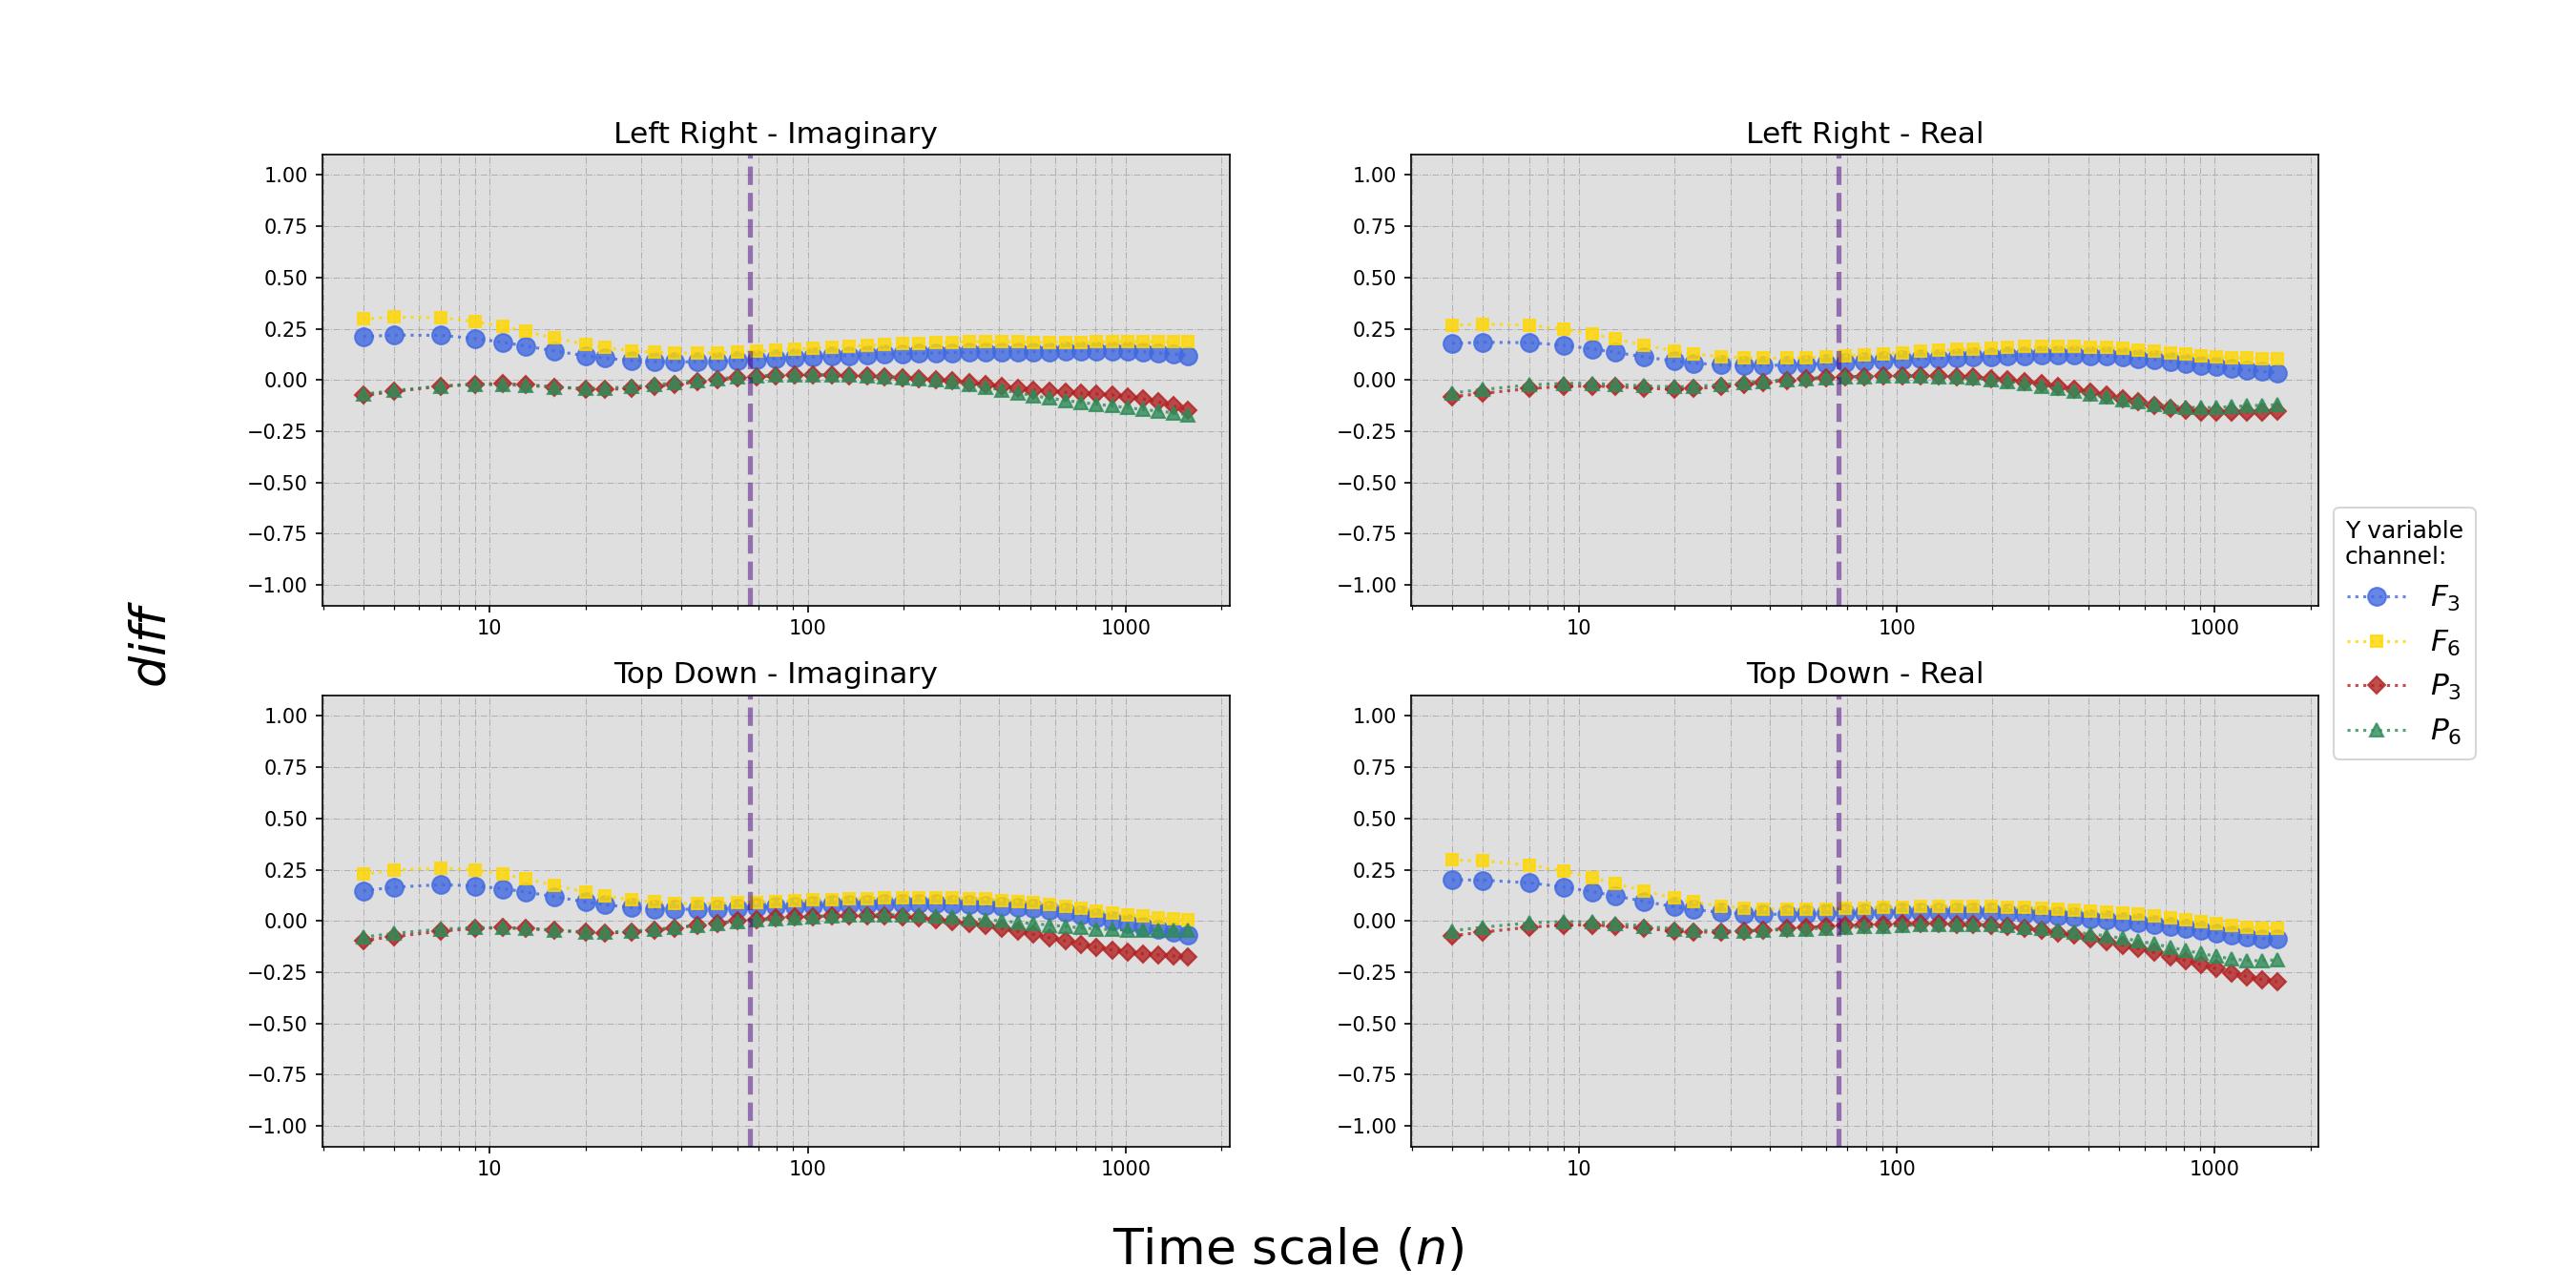 Left Right - Imaginary
1.00
0.75
0.50
0.25
0.00
−0.25
−0.50
−0.75
−1.00
10 100 1000
Left Right - Real
1.00
0.75
0.50
0.25
0.00
−0.25
−0.50
−0.75
−1.00
10 100 1000
diff
Top Down - Imaginary
1.00
0.75
0.50
0.25
0.00
−0.25
−0.50
−0.75
−1.00
10 100 1000
Top Down - Real
1.00
0.75
0.50
0.25
0.00
−0.25
−0.50
−0.75
−1.00
10 100 1000
Y variable
channel:
F3
F6
P3
P6
Time scale (n)